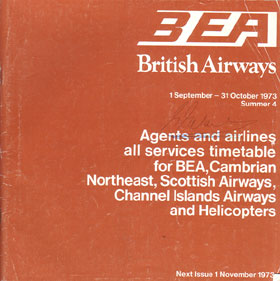 BEA
British Airways
1 September – 31 October 1973
Summer 4
Agents and airlines
all services timetable
for BEA, Cambrian
Northeast, Scottish Airways,
Channel Islands Airways
and Helicopters
Next Issue 1 November 1973